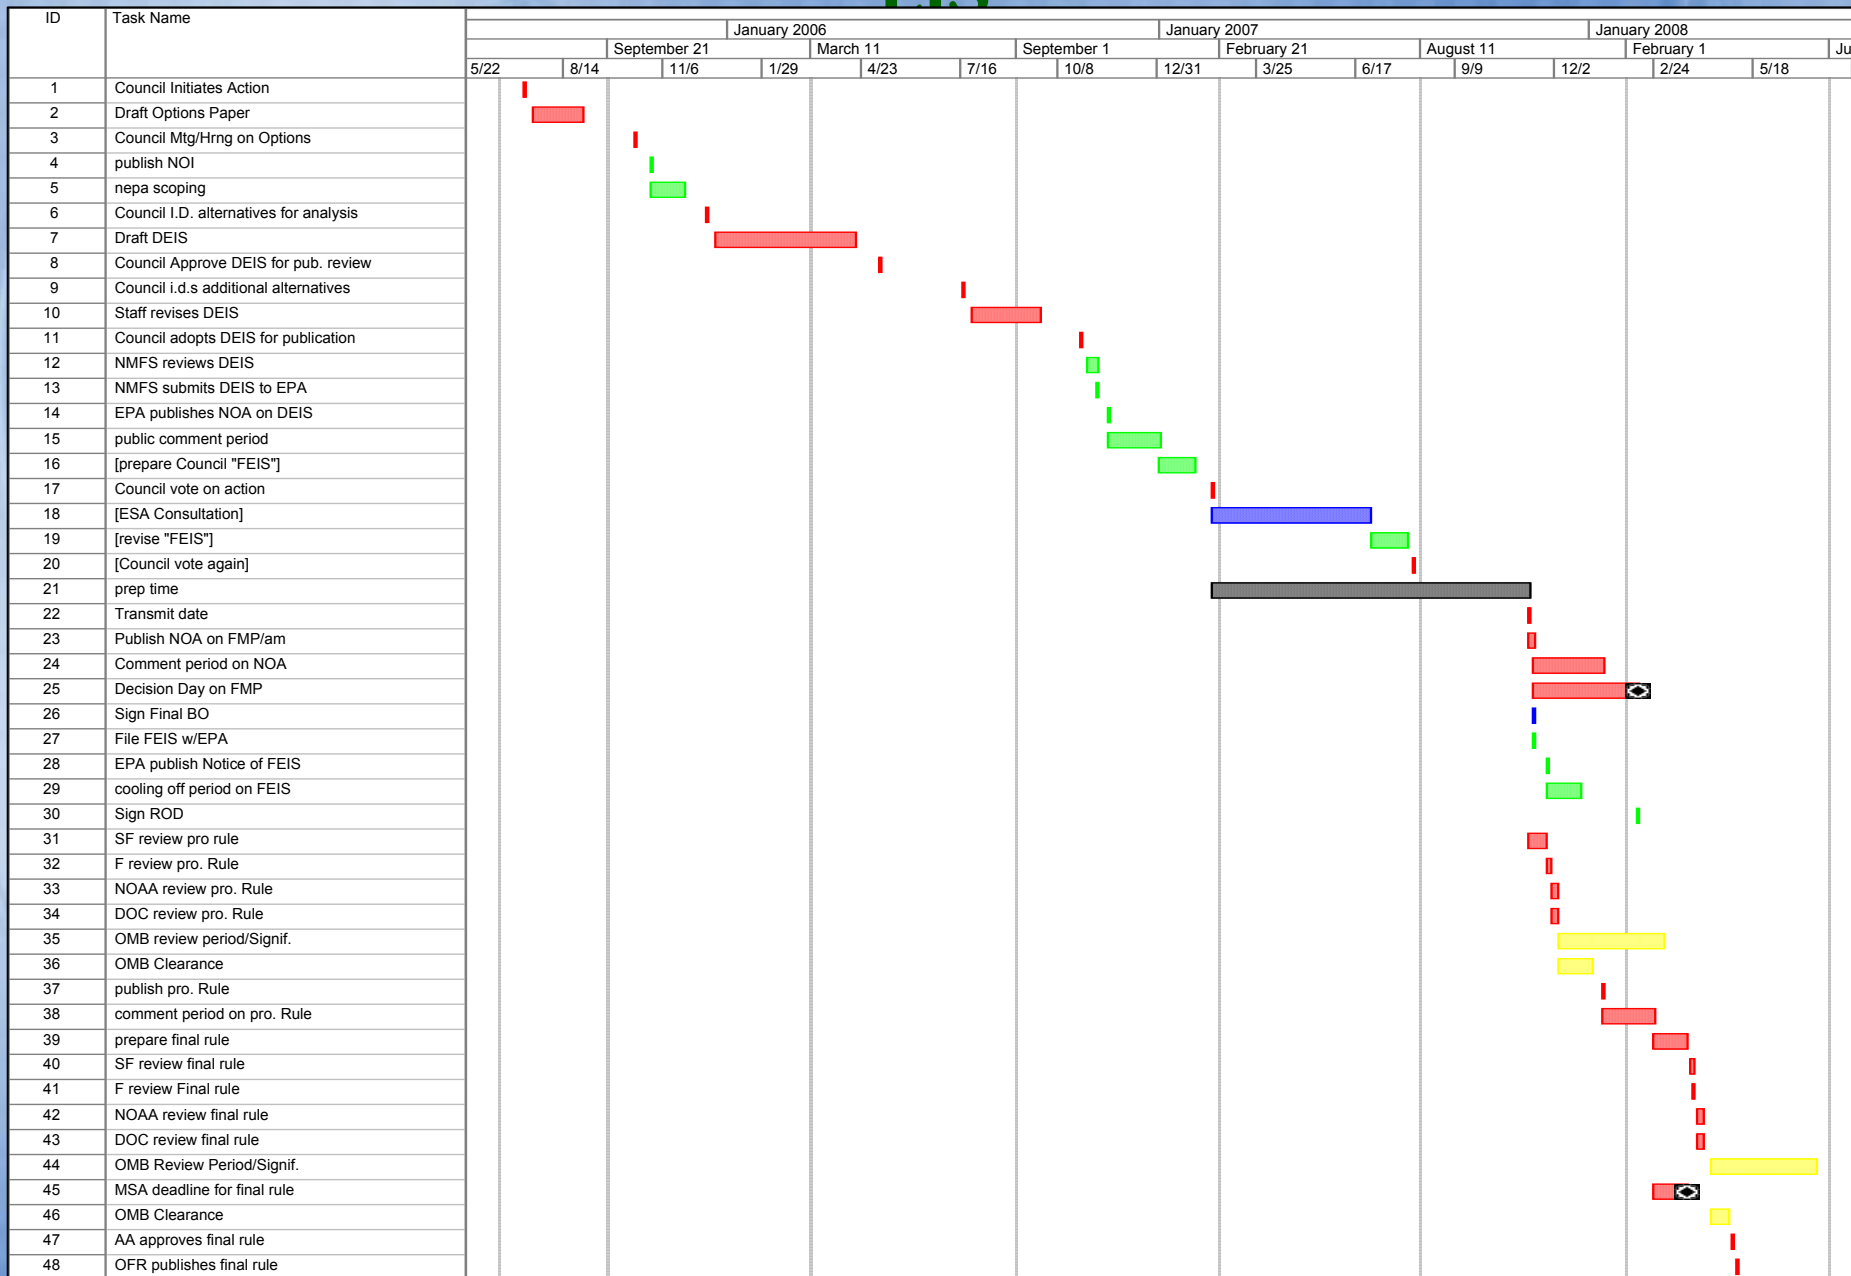 ID Task Name
January 2006 January 2007 January 2008
September 21 March 11 September 1 February 21 August 11 February 1 Ju
5/22 8/14 11/6 1/29 4/23 7/16 10/8 12/31 3/25 6/17 9/9 12/2 2/24 5/18
1 Council Initiates Action
2 Draft Options Paper
3 Council Mtg/Hrng on Options
4 publish NOI
5 nepa scoping
6 Council I.D. alternatives for analysis
7 Draft DEIS
8 Council Approve DEIS for pub. review
9 Council i.d.s additional alternatives
10 Staff revises DEIS
11 Council adopts DEIS for publication
12 NMFS reviews DEIS
13 NMFS submits DEIS to EPA
14 EPA publishes NOA on DEIS
15 public comment period
16 [prepare Council "FEIS"]
17 Council vote on action
18 [ESA Consultation]
19 [revise "FEIS"]
20 [Council vote again]
21 prep time
22 Transmit date
23 Publish NOA on FMP/am
24 Comment period on NOA
25 Decision Day on FMP
26 Sign Final BO
27 File FEIS w/EPA
28 EPA publish Notice of FEIS
29 cooling off period on FEIS
30 Sign ROD
31 SF review pro rule
32 F review pro. Rule
33 NOAA review pro. Rule
34 DOC review pro. Rule
35 OMB review period/Signif.
36 OMB Clearance
37 publish pro. Rule
38 comment period on pro. Rule
39 prepare final rule
40 SF review final rule
41 F review Final rule
42 NOAA review final rule
43 DOC review final rule
44 OMB Review Period/Signif.
45 MSA deadline for final rule
46 OMB Clearance
47 AA approves final rule
48 OFR publishes final rule